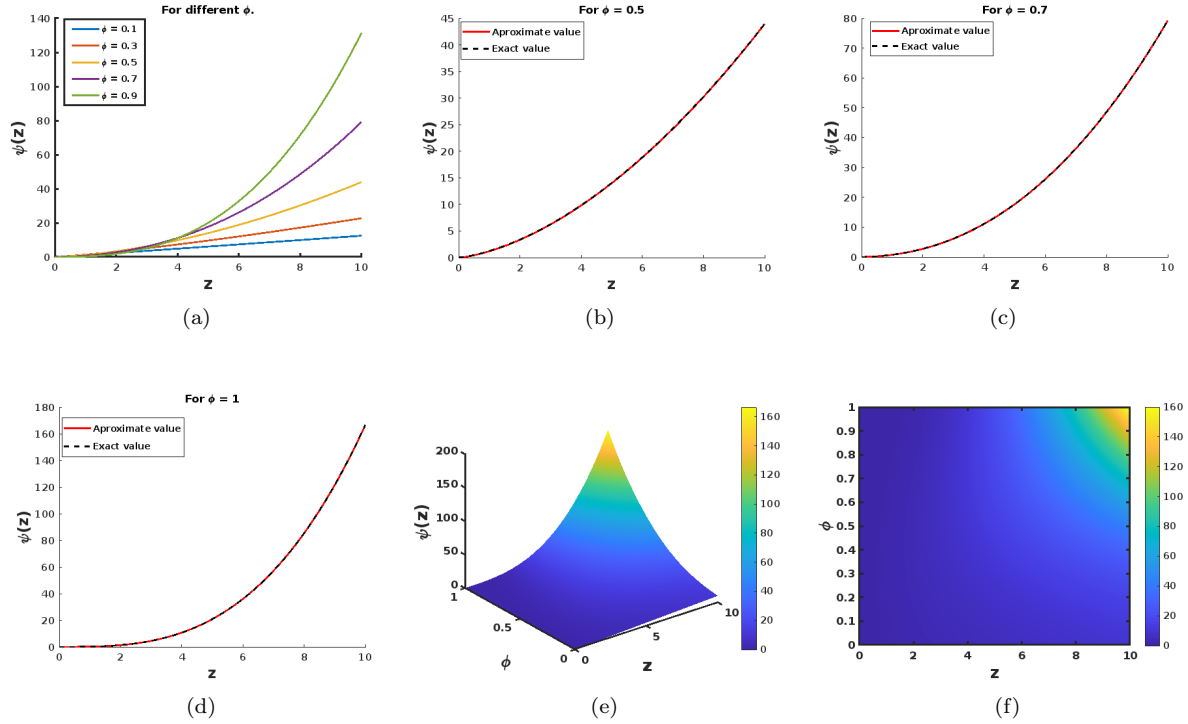 For different ϕ.
140
120
100
80
60
40
20
0
ϕ = 0.1
ϕ = 0.3
ϕ = 0.5
ϕ = 0.7
ϕ = 0.9
ψ(z)
0 2 4 6 8 10
z
(a)
For ϕ = 0.5
45
40
35
30
25
20
15
10
5
0
Aproximate value
Exact value
ψ(z)
0 2 4 6 8 10
z
(b)
For ϕ = 0.7
80
70
60
50
40
30
20
10
0
Aproximate value
Exact value
ψ(z)
0 2 4 6 8 10
z
(c)
For ϕ = 1
180
160
140
120
100
80
60
40
20
0
Aproximate value
Exact value
ψ(z)
0 2 4 6 8 10
z
(d)
200
150
100
50
0
ψ(z)
1
0.5
0
ϕ
0
5
10
z
160
140
120
100
80
60
40
20
0
(e)
1
0.9
0.8
0.7
0.6
0.5
0.4
0.3
0.2
0.1
0
ϕ
0 2 4 6 8 10
z
160
140
120
100
80
60
40
20
0
(f)